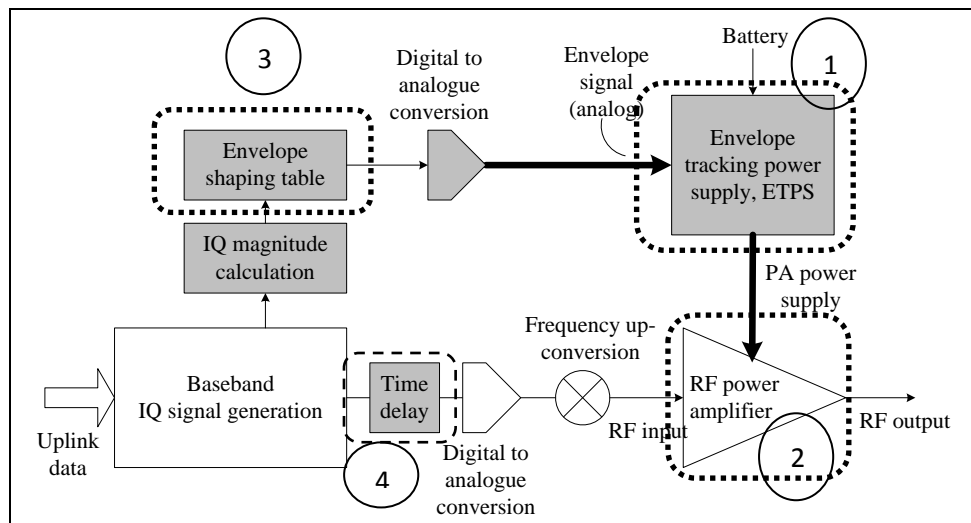 3
Digital to
analogue
conversion
Envelope
signal
(analog)
Battery
1
Envelope
shaping table
Envelope
tracking power
supply, ETPS
IQ magnitude
calculation
PA power
supply
Frequency up-
conversion
Baseband
IQ signal generation
Time
delay
RF power
amplifier
RF input
RF output
Uplink
data
4
Digital to
analogue
conversion
2